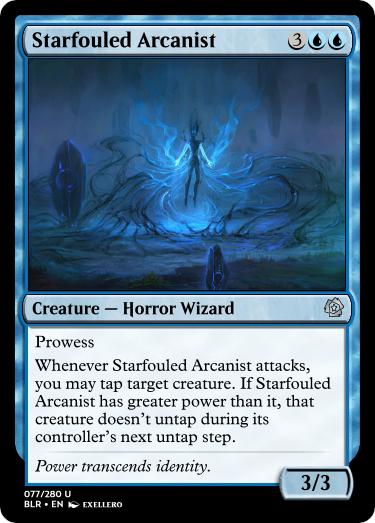 Starfouled Arcanist 3
Creature — Horror Wizard
Prowess
Whenever Starfouled Arcanist attacks,
you may tap target creature. If Starfouled
Arcanist has greater power than it, that
creature doesn't untap during its
controller's next untap step.
Power transcends identity.
3/3
077/280 U
BLR • EN EXELLERO